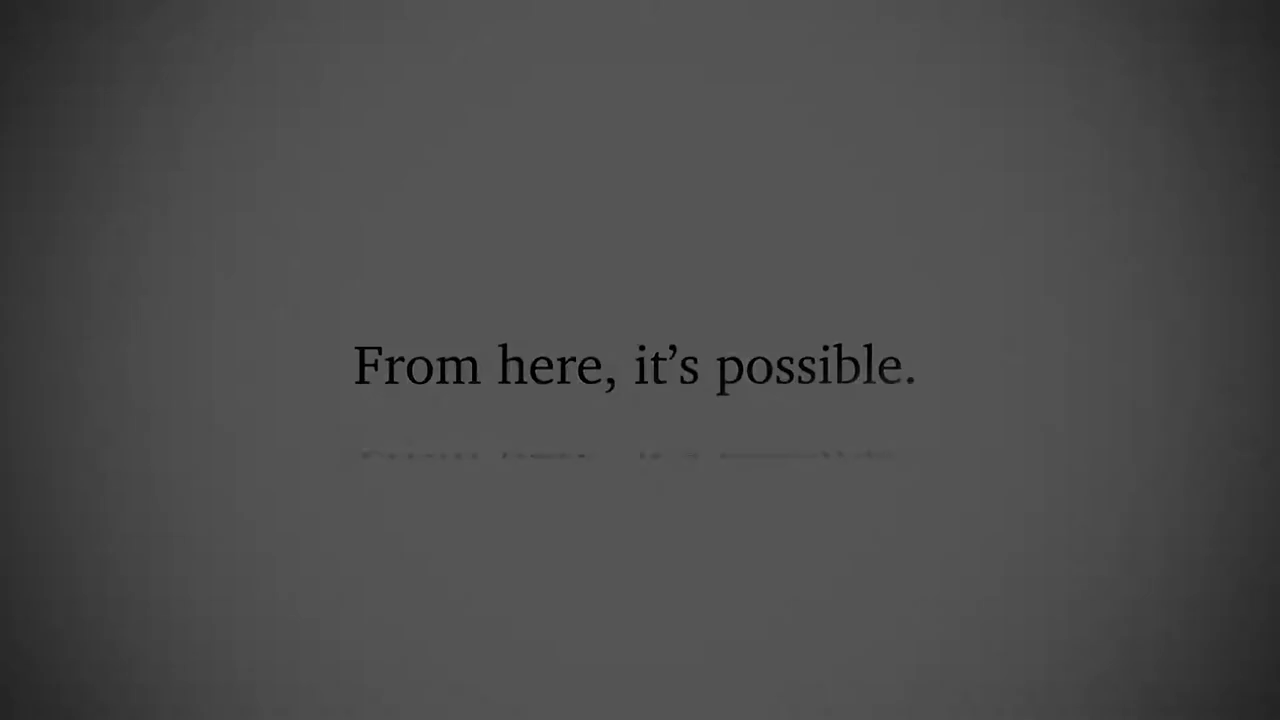 From here, it’s possible.